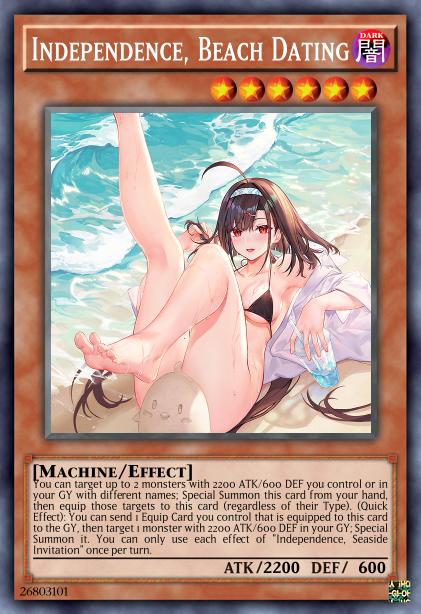 INDEPENDENCE, BEACH DATING
DARK
闇
[MACHINE/EFFECT]
You can target up to 2 monsters with 2200 ATK/600 DEF you control or in
your GY with different names; Special Summon this card from your hand,
then equip those targets to this card (regardless of their Type). (Quick
Effect): You can send 1 Equip Card you control that is equipped to this card
to the GY, then target 1 monster with 2200 ATK/600 DEF in your GY; Special
Summon it. You can only use each effect of "Independence, Seaside
Invitation" once per turn.
ATK/2200 DEF/ 600
26803101